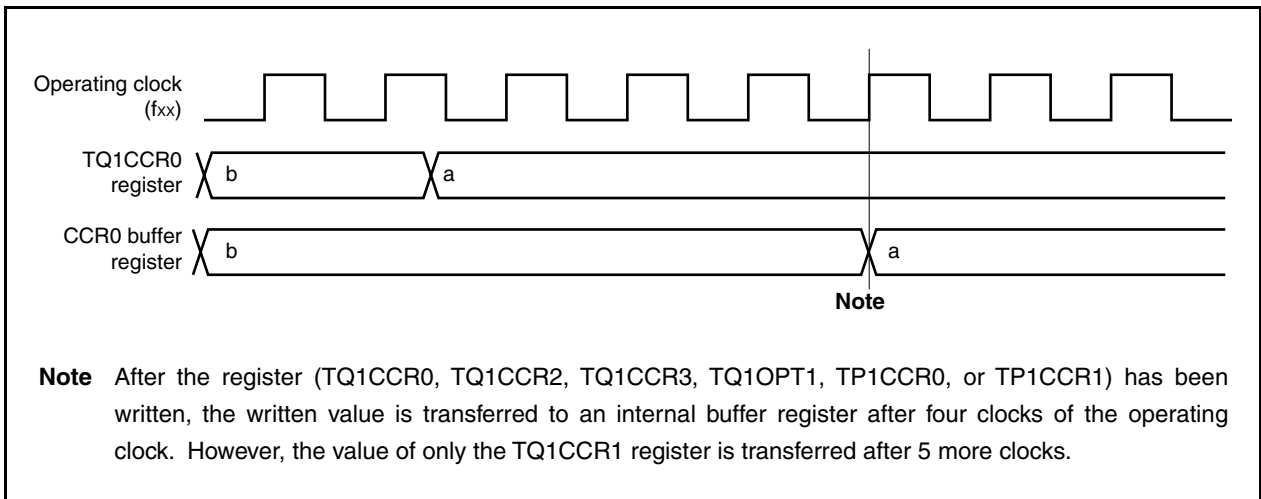 Operating clock
(fxx)
TQ1CCR0
register
b
a
CCR0 buffer
register
b
a
Note
Note After the register (TQ1CCR0, TQ1CCR2, TQ1CCR3, TQ1OPT1, TP1CCR0, or TP1CCR1) has been
written, the written value is transferred to an internal buffer register after four clocks of the operating
clock. However, the value of only the TQ1CCR1 register is transferred after 5 more clocks.